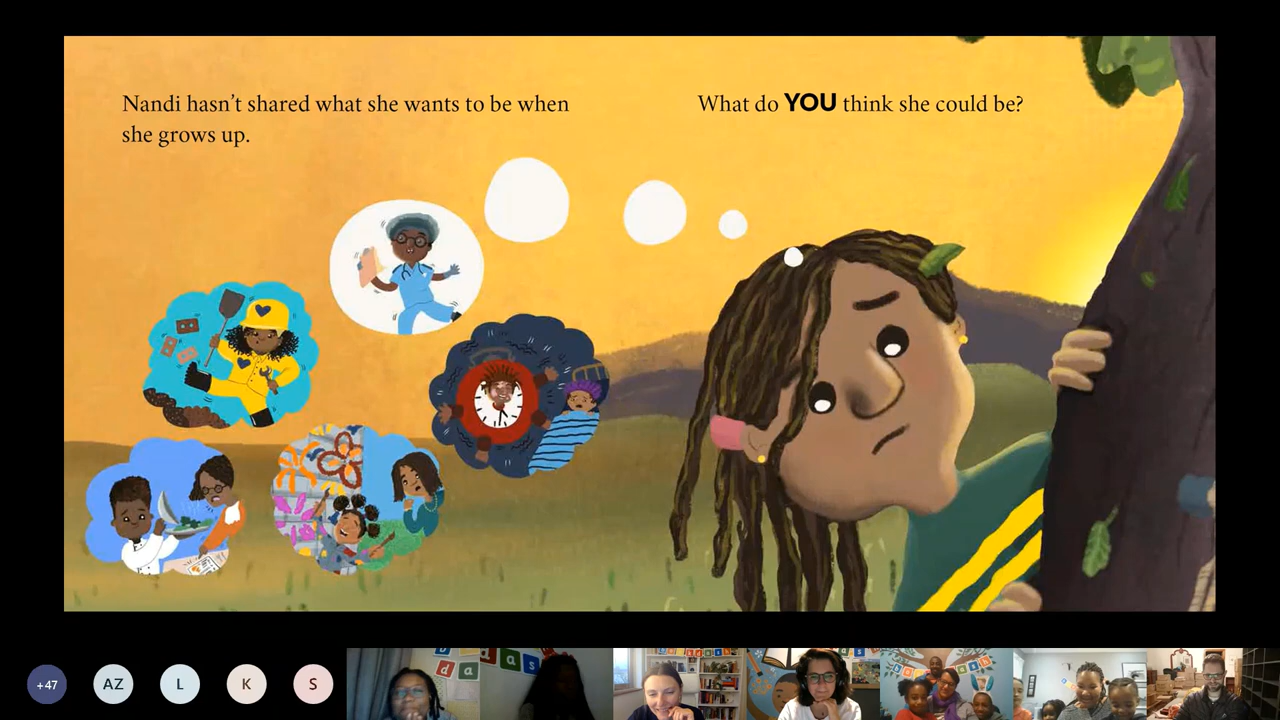 Nandi hasn't shared what she wants to be when
she grows up.
What do YOU think she could be?
+47
AZ
L
K
S